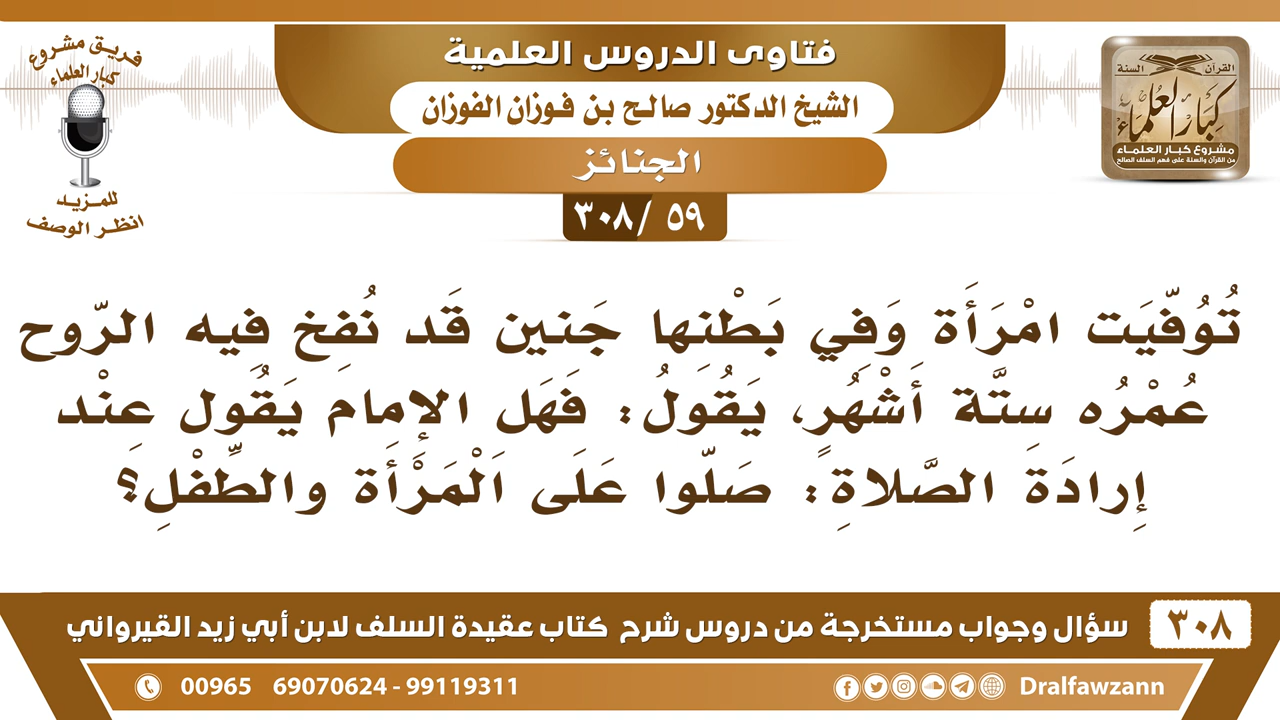 فريق مشروع
كبار العلماء
للمزيد
انظر الوصف
فتاوى الدروس العلمية
الشيخ الدكتور صالح بن فوزان الفوزان
الجنائز
٥٩ / ٣٠٨
القرآن السنة
كبار العلماء
مشروع كبار العلماء
من القرآن والسنة على فهم السلف الصالح
تُوُفِّيَت امْرَأَة وَفي بَطْنها جَنين قَد نُفِخ فيه الرّوح
عُمْرُه ستَّة أَشْهُرٍ، يَقُولُ: فَهَل الإمامَ يَقُول عِنْد
إرادَةَ الصَّلاةِ: صَلّوا عَلَى الْمَرْأَة والطِّفْلِ؟
سؤال وجواب مستخرجة من دروس شرح كتاب عقيدة السلف لابن أبي زيد القيرواني
٣٠٨
00965 69070624 - 99119311
Dralfawzann